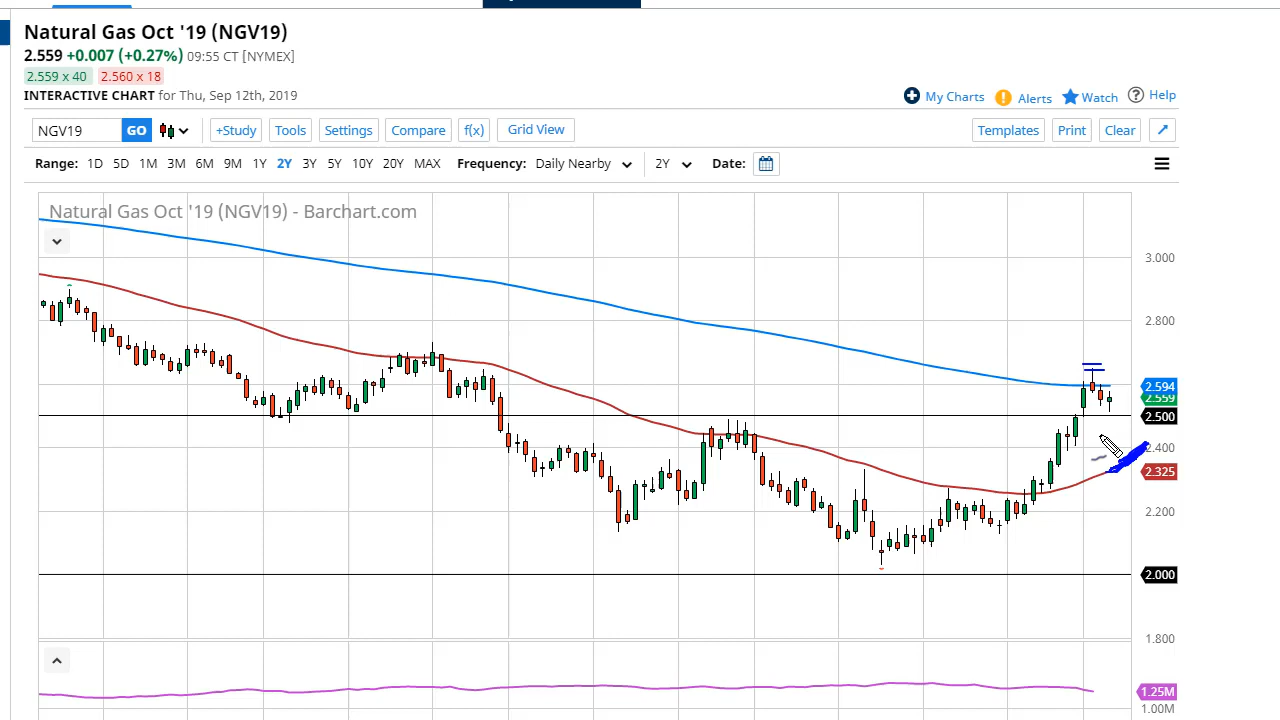 Natural Gas Oct '19 (NGV19)
2.559 +0.007 (+0.27%) 09:55 CT [NYMEX]
2.559 x 40 2.560 x 18
INTERACTIVE CHART for Thu, Sep 12th, 2019
My Charts Alerts Watch Help
NGV19 GO +Study Tools Settings Compare f(x) Grid View Templates Print Clear
Range: 1D 5D 1M 3M 6M 9M 1Y 2Y 3Y 5Y 10Y 20Y MAX Frequency: Daily Nearby 2Y Date:
Natural Gas Oct '19 (NGV19) - Barchart.com
3.000
2.800
2.594
2.559
2.500
2.400
2.325
2.200
2.000
1.800
1.25M
1.00M